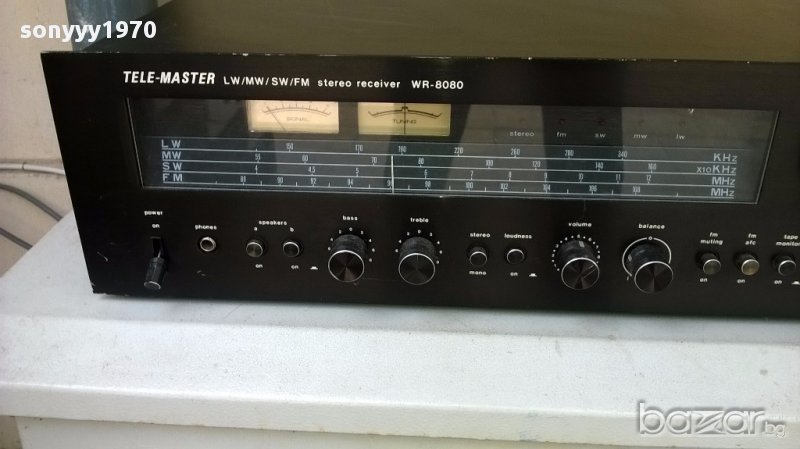 sonyyy1970
TELE-MASTER LW/MW/SW/FM stereo receiver WR-8080
SIGNAL TUNING
stereo fm sw mw lw
LW 150 170 220 260 280 340 KHz
MW 55 60 70 80 100 120 140 160 x10KHz
SW 4 4.5 5 6 7 8 9 10 11 12 MHz
FM 88 90 92 94 96 98 100 102 104 106 108 MHz
power phones speakers bass treble stereo loudness volume balance fm muting fm afc tape monitor
on a b mono on on on
on on
bazar.bg